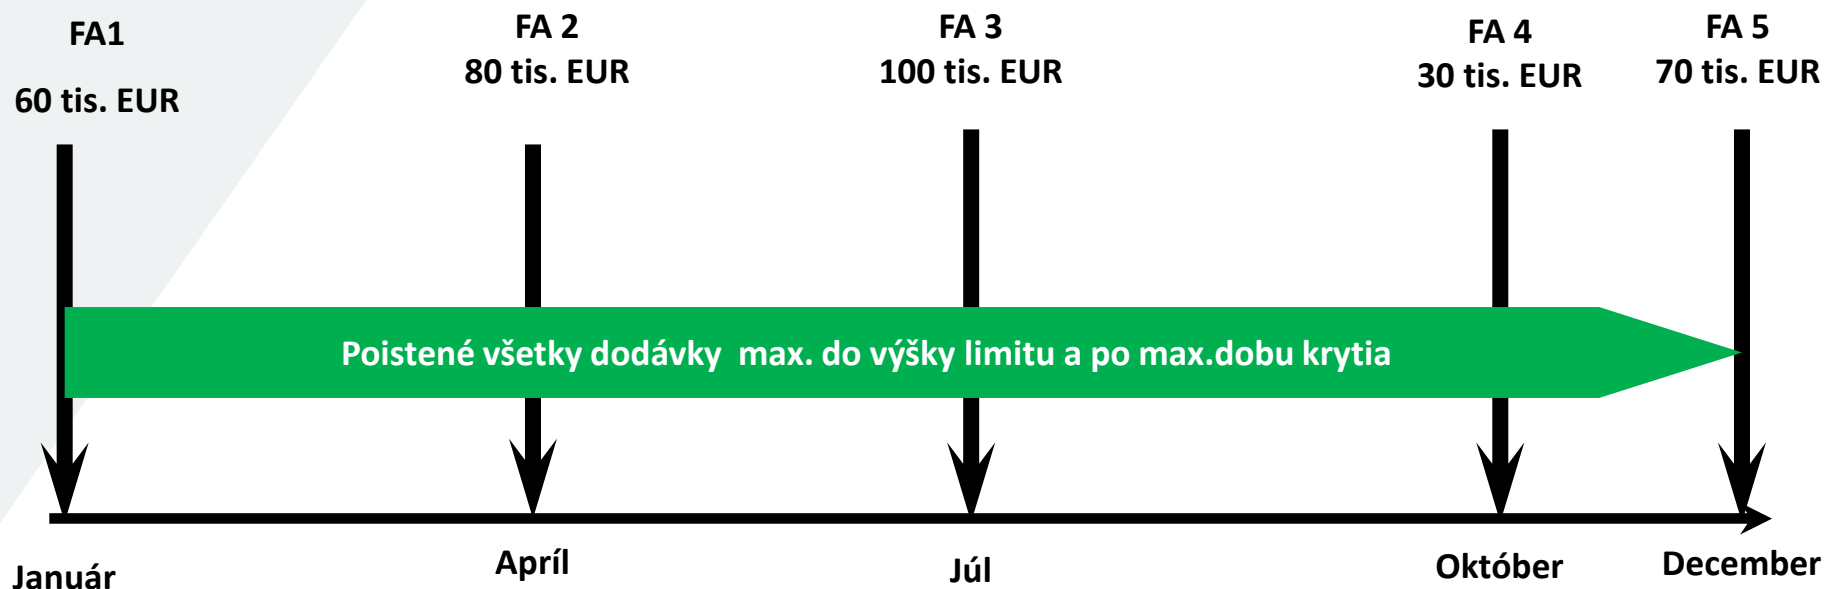 FA1
60 tis. EUR
FA 2
80 tis. EUR
FA 3
100 tis. EUR
FA 4
30 tis. EUR
FA 5
70 tis. EUR
Poistené všetky dodávky  max. do výšky limitu a po max.dobu krytia
Január
Apríl
Júl
Október
December